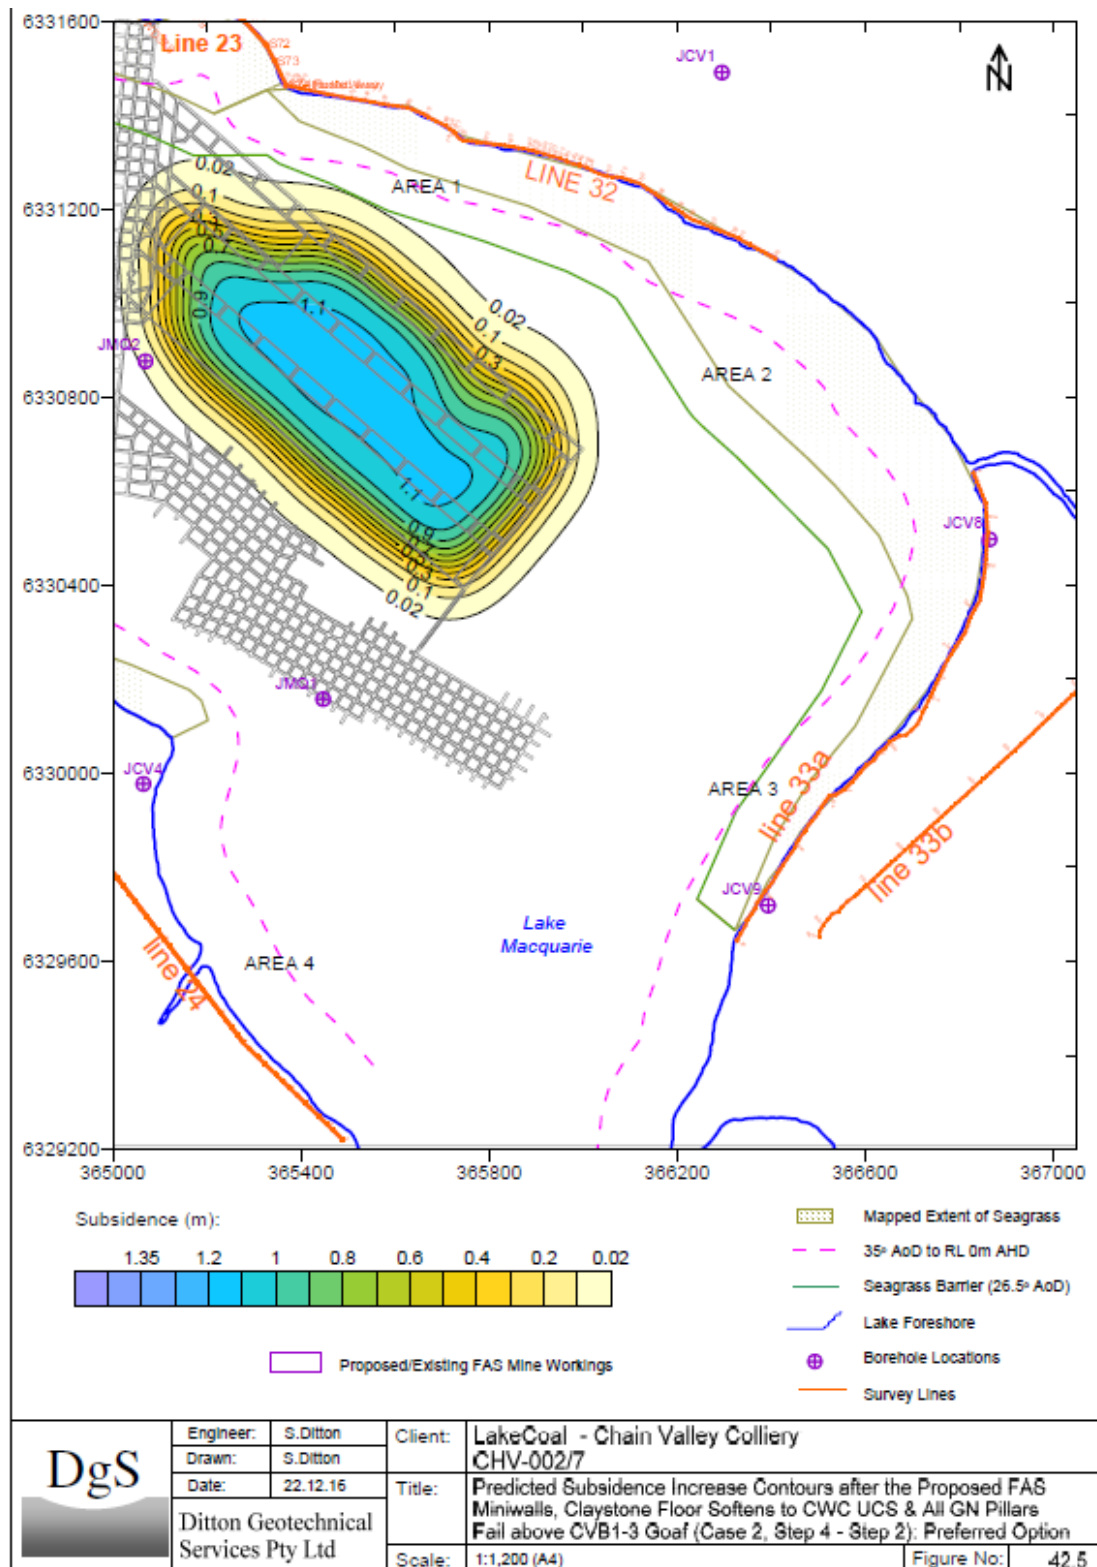 6331600
Line 23
S72
S73
JCV1
N
LINE 32
AREA 1
0.02
0.1
0.7
0.9
1.1
0.02
0.1
0.3
6331200
JMQ2
AREA 2
6330800
1.1
0.9
0.3
0.1
0.02
JCV8
6330400
JMQ1
JCV4
6330000
AREA 3
line 33a
line 33b
JCV9
Lake
Macquarie
AREA 4
line 24
6329600
6329200
365000 365400 365800 366200 366600 367000
Subsidence (m):
1.35 1.2 1 0.8 0.6 0.4 0.2 0.02
Proposed/Existing FAS Mine Workings
Mapped Extent of Seagrass
35º AoD to RL 0m AHD
Seagrass Barrier (26.5º AoD)
Lake Foreshore
Borehole Locations
Survey Lines
DgS
Ditton Geotechnical
Services Pty Ltd
Engineer: S.Ditton
Drawn: S.Ditton
Date: 22.12.16
Client: LakeCoal - Chain Valley Colliery
CHV-002/7
Title: Predicted Subsidence Increase Contours after the Proposed FAS
Miniwalls, Claystone Floor Softens to CWC UCS & All GN Pillars
Fail above CVB1-3 Goaf (Case 2, Step 4 - Step 2): Preferred Option
Scale: 1:1,200 (A4)
Figure No: 42.5